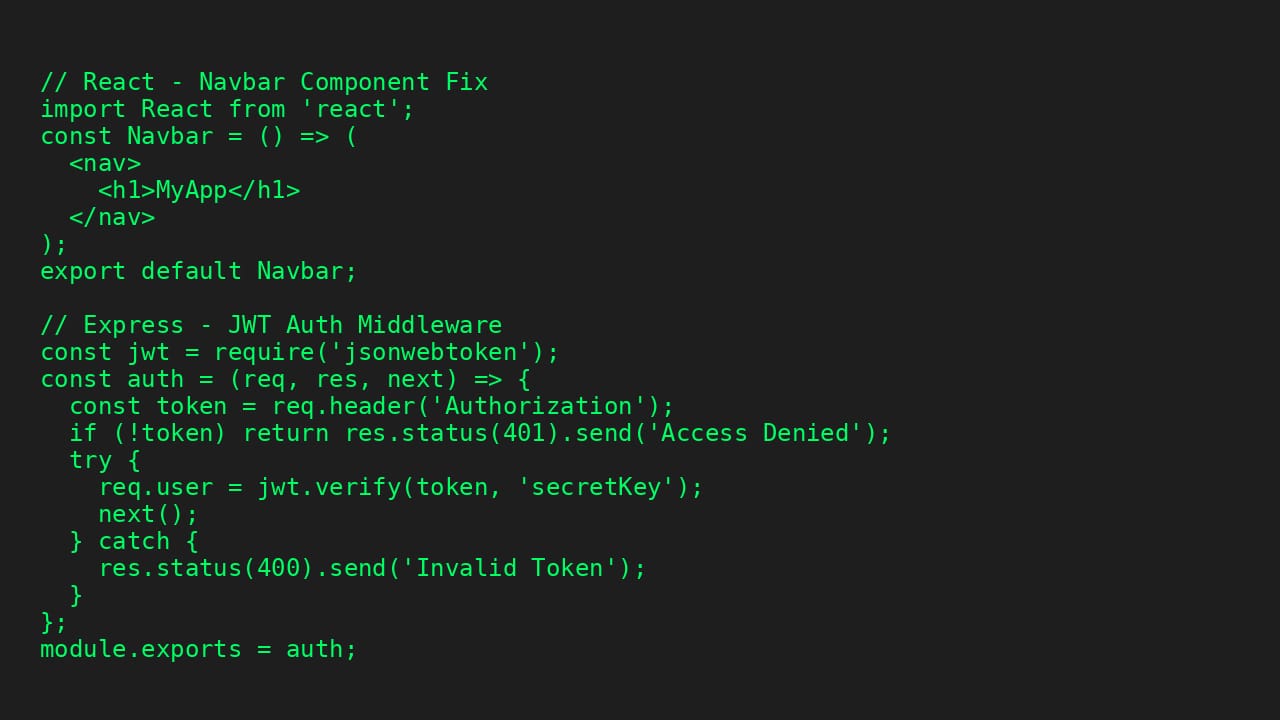 // React - Navbar Component Fix
import React from 'react';
const Navbar = () => (
  <nav>
    <h1>MyApp</h1>
  </nav>
);
export default Navbar;

// Express - JWT Auth Middleware
const jwt = require('jsonwebtoken');
const auth = (req, res, next) => {
  const token = req.header('Authorization');
  if (!token) return res.status(401).send('Access Denied');
  try {
    req.user = jwt.verify(token, 'secretKey');
    next();
  } catch {
    res.status(400).send('Invalid Token');
  }
};
module.exports = auth;